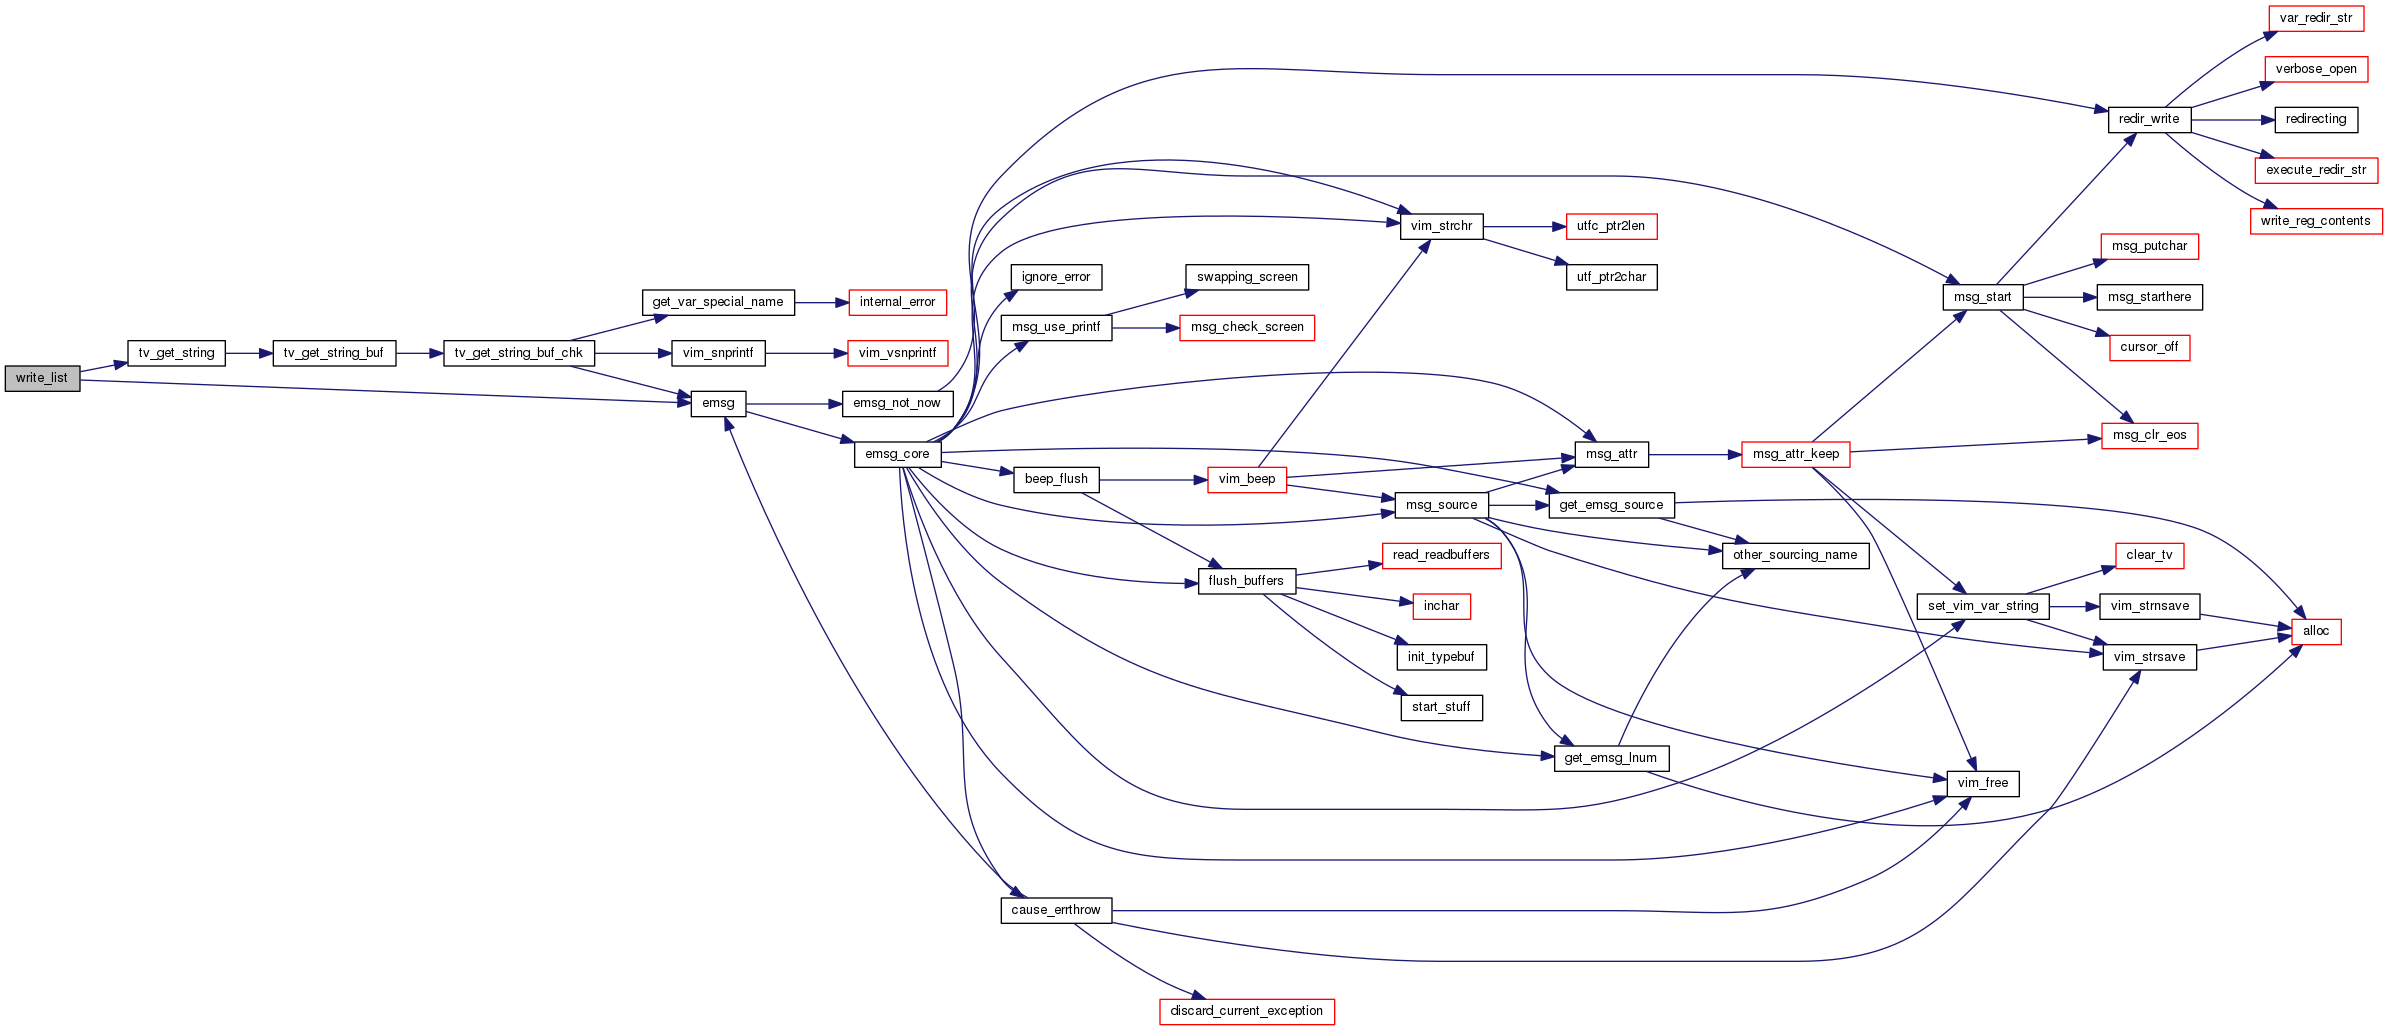 write_list
tv_get_string
tv_get_string_buf
tv_get_string_buf_chk
get_var_special_name
internal_error
vim_snprintf
vim_vsnprintf
emsg
emsg_not_now
emsg_core
ignore_error
msg_use_printf
swapping_screen
msg_check_screen
beep_flush
vim_beep
flush_buffers
read_readbuffers
inchar
init_typebuf
start_stuff
cause_errthrow
discard_current_exception
vim_strchr
utfc_ptr2len
utf_ptr2char
msg_source
msg_attr
get_emsg_source
other_sourcing_name
get_emsg_lnum
msg_attr_keep
msg_start
redir_write
var_redir_str
verbose_open
redirecting
execute_redir_str
write_reg_contents
msg_putchar
msg_starthere
cursor_off
msg_clr_eos
set_vim_var_string
clear_tv
vim_strnsave
vim_strsave
alloc
vim_free